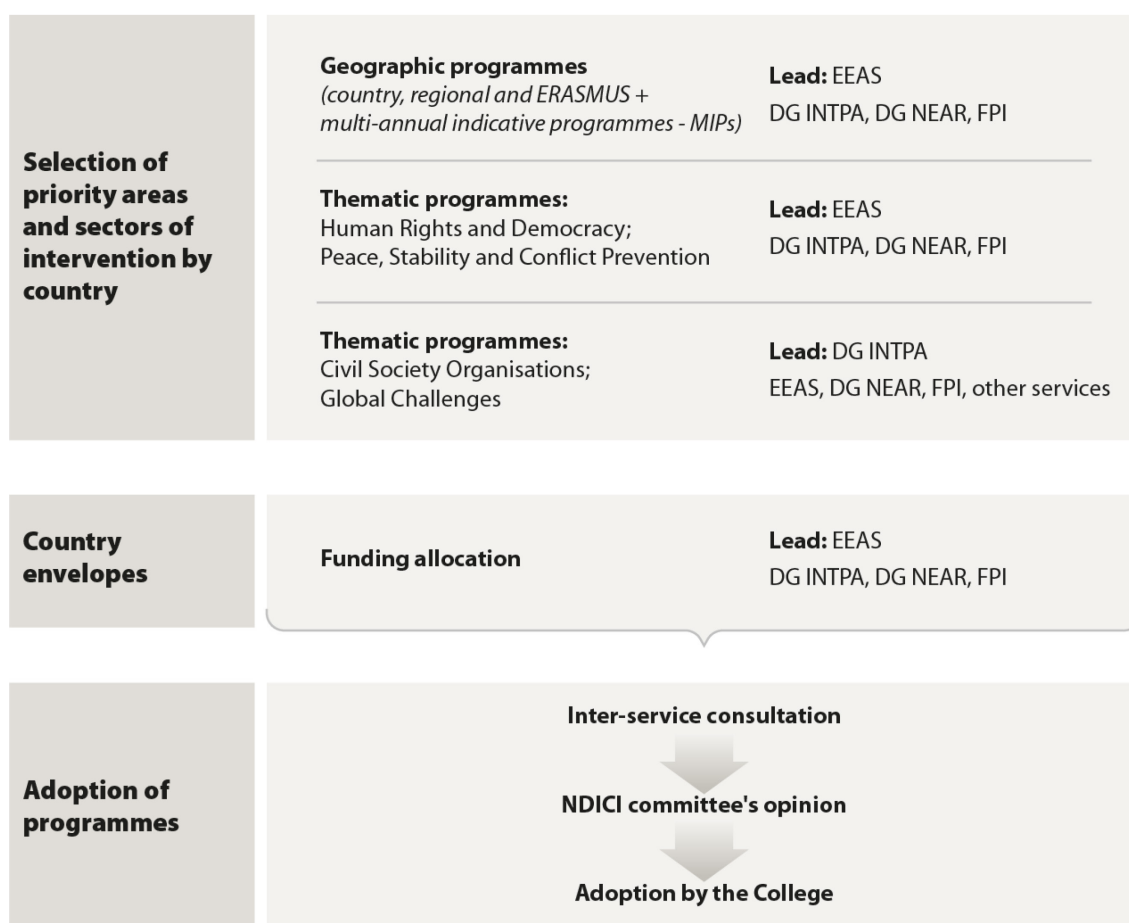 Selection of
priority areas
and sectors of
intervention by
country
Geographic programmes
(country, regional and ERASMUS +
multi-annual indicative programmes - MIPs)
Lead: EEAS
DG INTPA, DG NEAR, FPI
Thematic programmes:
Human Rights and Democracy;
Peace, Stability and Conflict Prevention
Lead: EEAS
DG INTPA, DG NEAR, FPI
Thematic programmes:
Civil Society Organisations;
Global Challenges
Lead: DG INTPA
EEAS, DG NEAR, FPI, other services
Country
envelopes
Funding allocation
Lead: EEAS
DG INTPA, DG NEAR, FPI
Adoption of
programmes
Inter-service consultation
NDICI committee's opinion
Adoption by the College